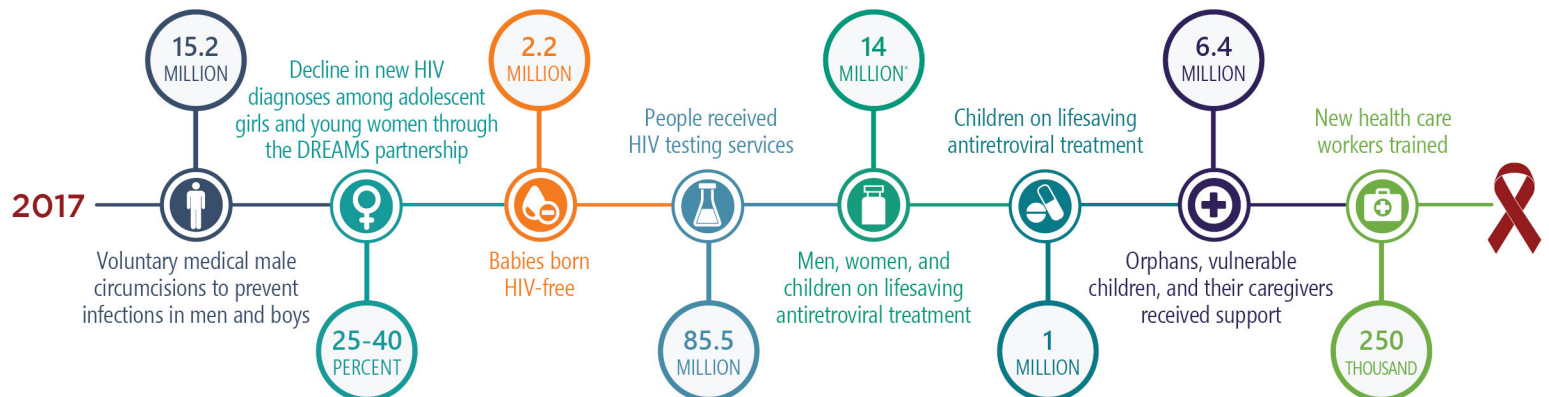 2017
15.2
MILLION
Voluntary medical male
circumcisions to prevent
infections in men and boys
Decline in new HIV
diagnoses among adolescent
girls and young women through
the DREAMS partnership
25-40
PERCENT
2.2
MILLION
Babies born
HIV-free
People received
HIV testing services
85.5
MILLION
14
MILLION*
Men, women, and
children on lifesaving
antiretroviral treatment
Children on lifesaving
antiretroviral treatment
1
MILLION
6.4
MILLION
Orphans, vulnerable
children, and their caregivers
received support
New health care
workers trained
250
THOUSAND